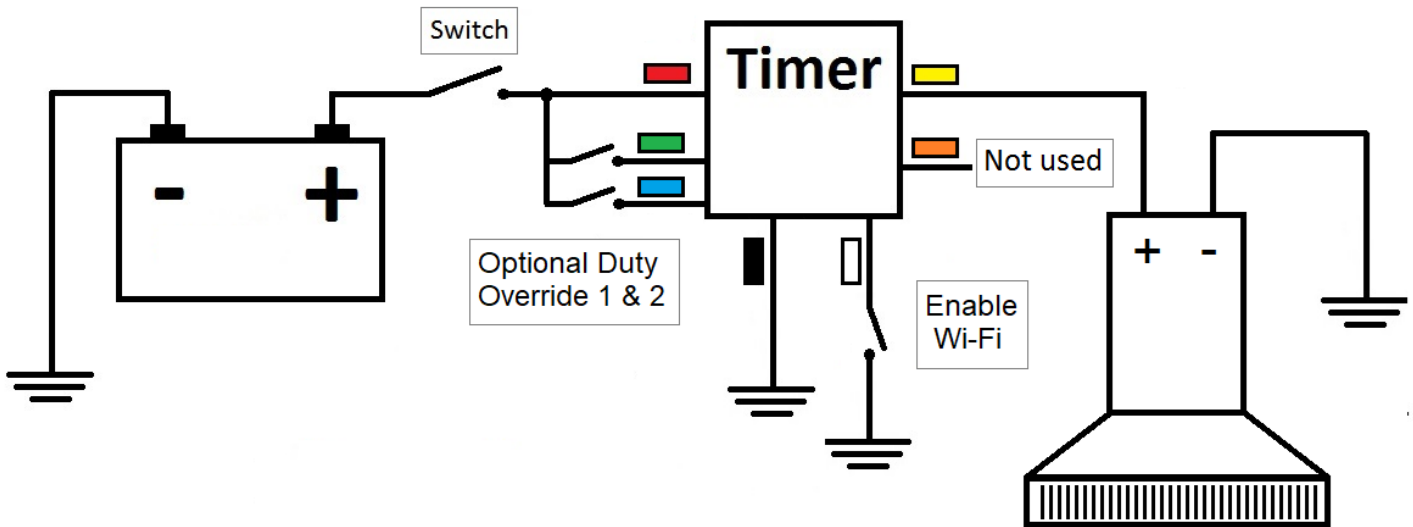 Switch
Timer
Not used
- +
Optional Duty
Override 1 & 2
Enable
Wi-Fi
+ -